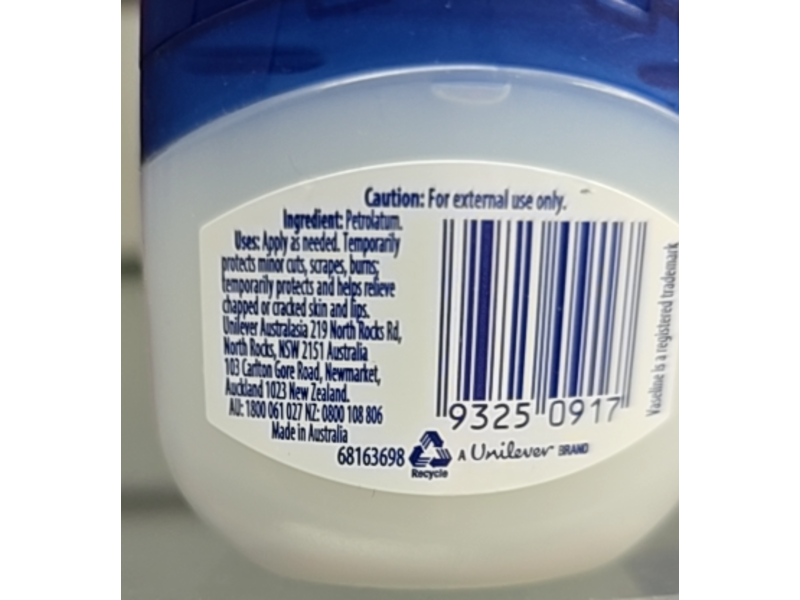 Caution: For external use only.
Ingredient: Petrolatum.
Uses: Apply as needed. Temporarily
protects minor cuts, scrapes, burns;
temporarily protects and helps relieve
chapped or cracked skin and lips.
Unilever Australasia 219 North Rocks Rd,
North Rocks, NSW 2151 Australia
103 Carlton Gore Road, Newmarket,
Auckland 1023 New Zealand.
AU: 1800 061 027 NZ: 0800 108 806
Made in Australia
68163698
Recycle
A Unilever BRAND
9325 0917
Vaseline is a registered trademark